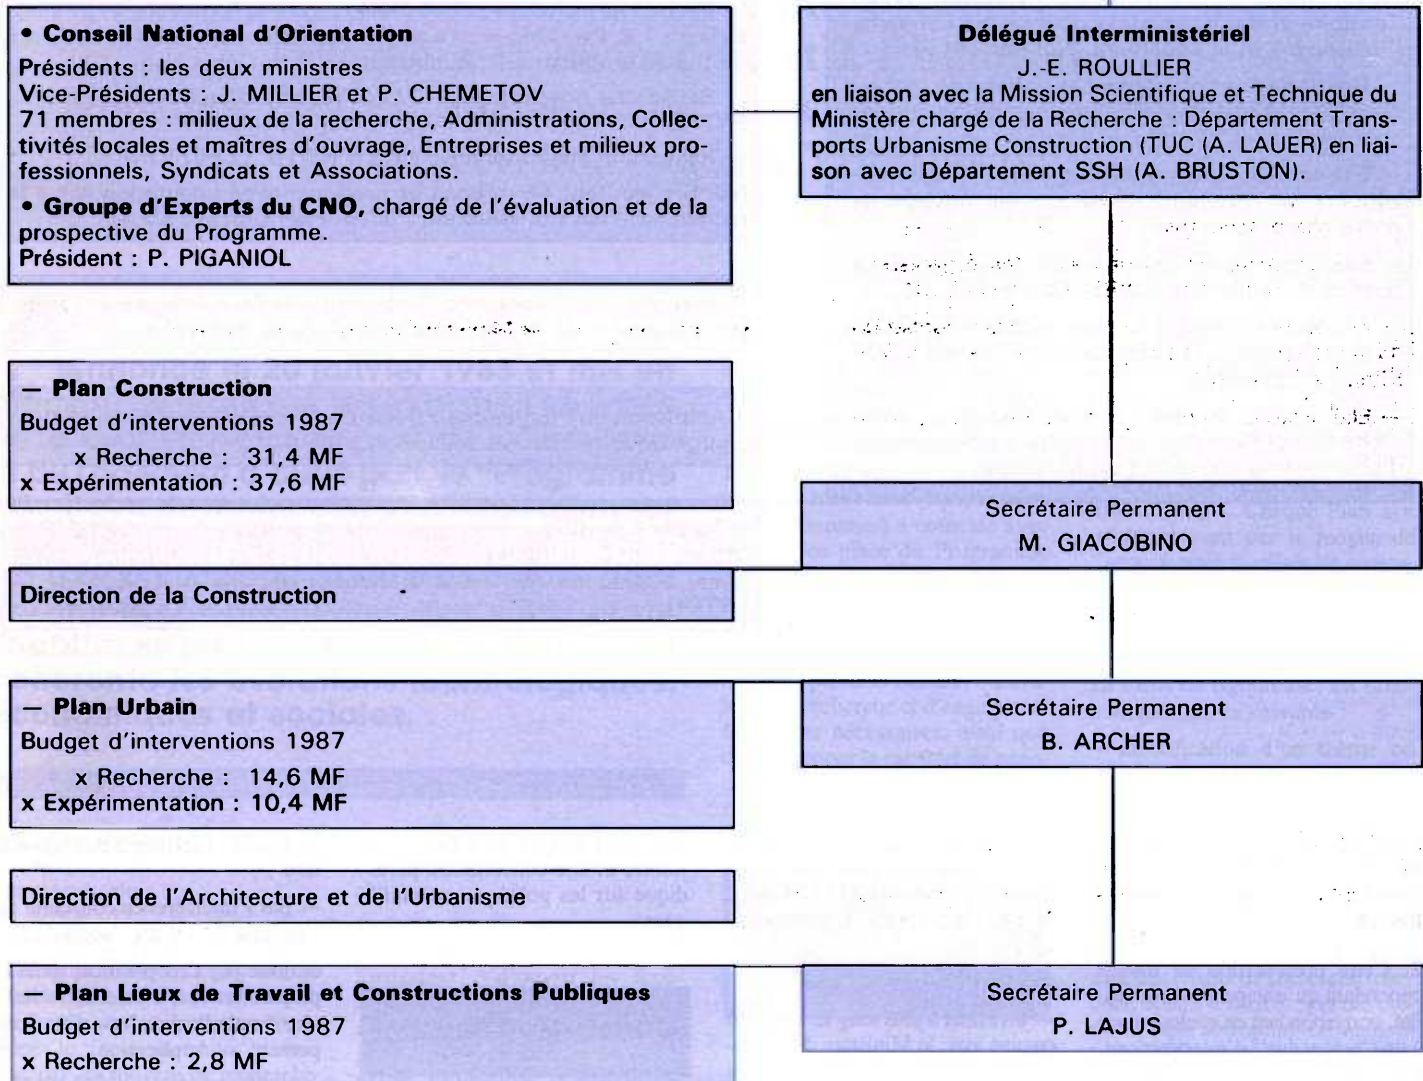 • Conseil National d'Orientation
Présidents : les deux ministres
Vice-Présidents : J. MILLIER et P. CHEMETOV
71 membres : milieux de la recherche, Administrations, Collec-
tivités locales et maîtres d'ouvrage, Entreprises et milieux pro-
fessionnels, Syndicats et Associations.
• Groupe d'Experts du CNO, chargé de l'évaluation et de la
prospective du Programme.
Président : P. PIGANIOL
Délégué Interministériel
J.-E. ROULLIER
en liaison avec la Mission Scientifique et Technique du
Ministère chargé de la Recherche : Département Trans-
ports Urbanisme Construction (TUC (A. LAUER) en liai-
son avec Département SSH (A. BRUSTON).
— Plan Construction
Budget d'interventions 1987
x Recherche : 31,4 MF
x Expérimentation : 37,6 MF
Secrétaire Permanent
M. GIACOBINO
Direction de la Construction
— Plan Urbain
Budget d'interventions 1987
x Recherche : 14,6 MF
x Expérimentation : 10,4 MF
Secrétaire Permanent
B. ARCHER
Direction de l'Architecture et de l'Urbanisme
— Plan Lieux de Travail et Constructions Publiques
Budget d'interventions 1987
x Recherche : 2,8 MF
Secrétaire Permanent
P. LAJUS